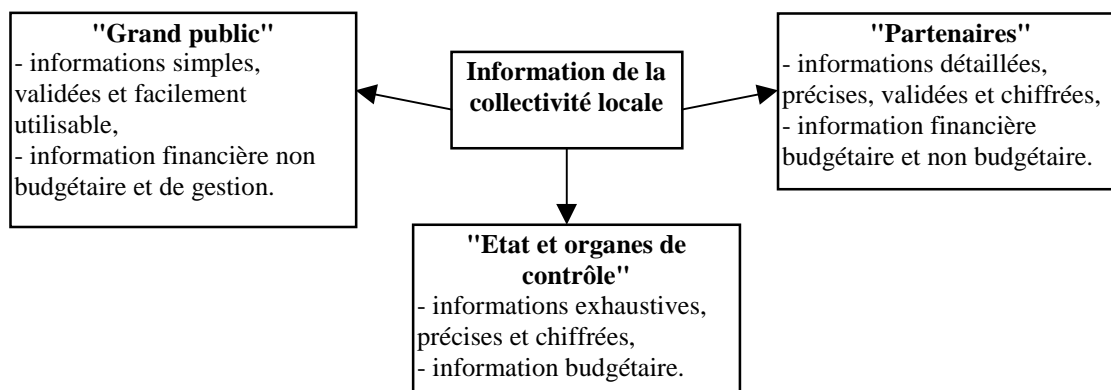 "Grand public"
- informations simples,
validées et facilement
utilisable,
- information financière non
budgétaire et de gestion.
Information de la
collectivité locale
"Partenaires"
- informations détaillées,
précises, validées et chiffrées,
- information financière
budgétaire et non budgétaire.
"Etat et organes de
contrôle"
- informations exhaustives,
précises et chiffrées,
- information budgétaire.